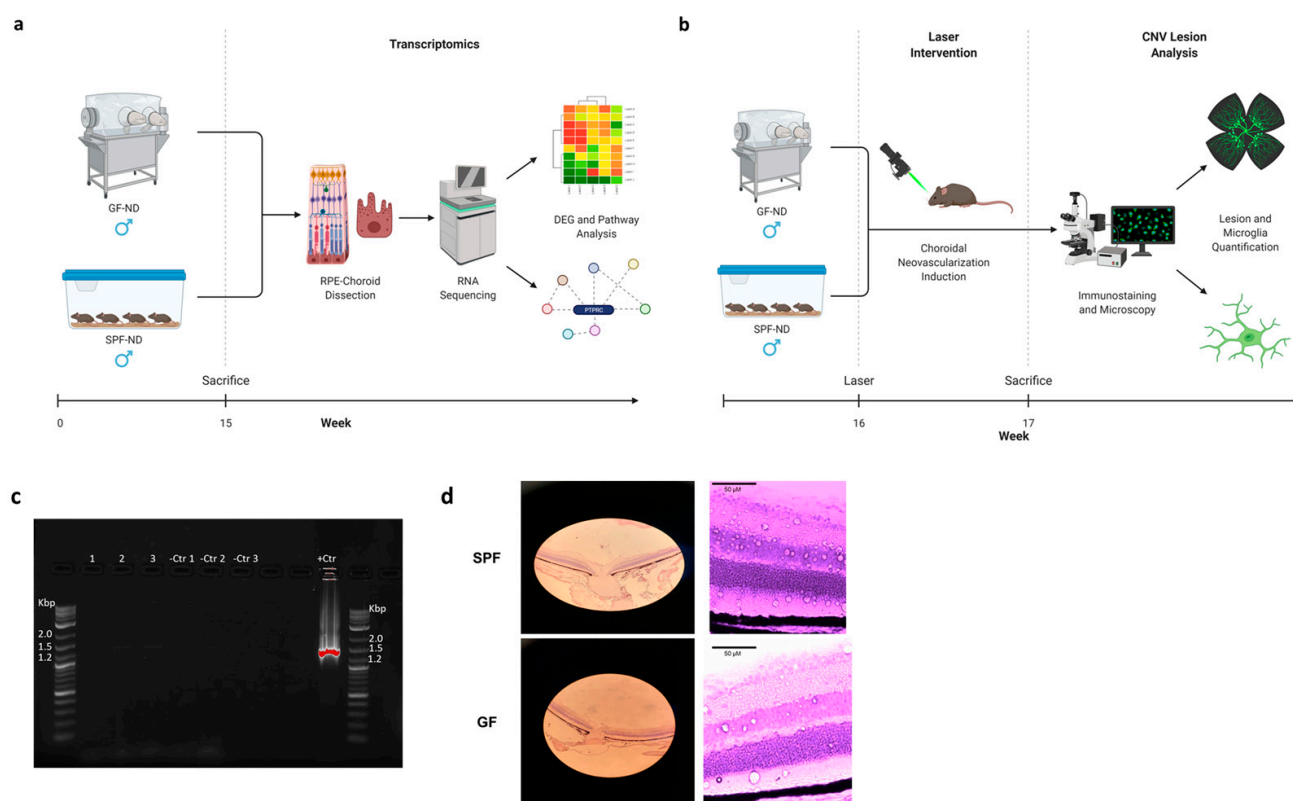 a
Transcriptomics
GF-ND
SPF-ND
RPE-Choroid
Dissection
RNA
Sequencing
DEG and Pathway
Analysis
PTPRC
Sacrifice
0
15
Week
b
Laser
Intervention
CNV Lesion
Analysis
GF-ND
SPF-ND
Choroidal
Neovascularization
Induction
Immunostaining
and Microscopy
Lesion and
Microglia
Quantification
Laser
Sacrifice
16
17
Week
c
1 2 3 -Ctr 1 -Ctr 2 -Ctr 3 +Ctr
Kbp
2.0
1.5
1.2
Kbp
2.0
1.5
1.2
d
SPF
50 µM
GF
50 µM